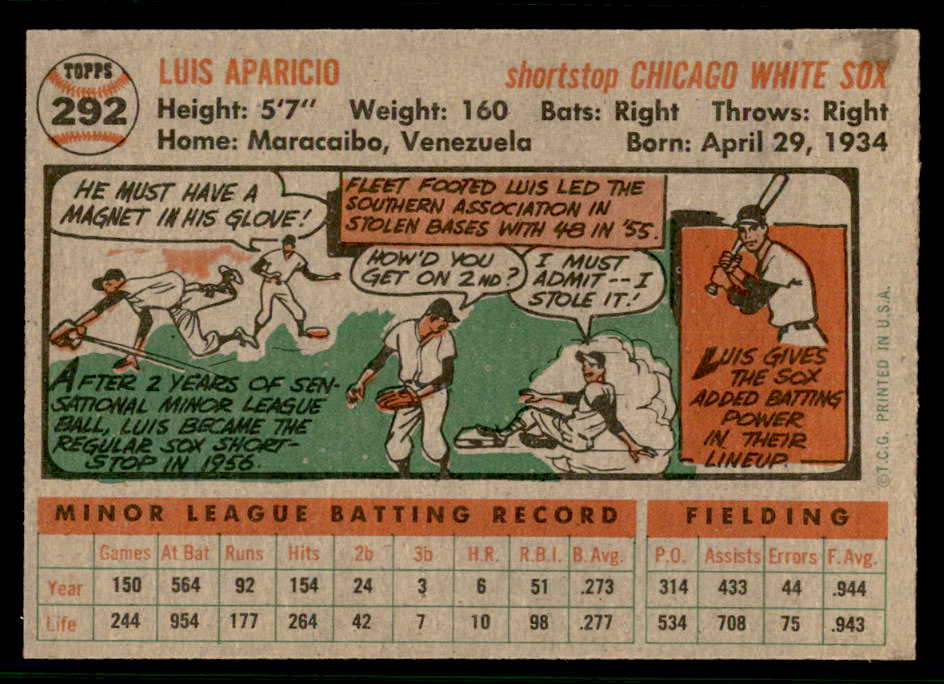 TOPPS
292
LUIS APARICIO
shortstop CHICAGO WHITE SOX
Height: 5'7" Weight: 160 Bats: Right Throws: Right
Home: Maracaibo, Venezuela Born: April 29, 1934
HE MUST HAVE A
MAGNET IN HIS GLOVE!
FLEET FOOTED LUIS LED THE
SOUTHERN ASSOCIATION IN
STOLEN BASES WITH 48 IN '55.
HOW'D YOU
GET ON 2ND?
I MUST
ADMIT--I
STOLE IT!
AFTER 2 YEARS OF SEN-
SATIONAL MINOR LEAGUE
BALL, LUIS BECAME THE
REGULAR SOX SHORT-
STOP IN 1956.
LUIS GIVES
THE SOX
ADDED BATTING
POWER
IN THEIR
LINEUP.
©T.C.G. PRINTED IN U.S.A.
MINOR LEAGUE BATTING RECORD FIELDING
Games At Bat Runs Hits 2b 3b H.R. R.B.I. B.Avg. P.O. Assists Errors F.Avg.
Year 150 564 92 154 24 3 6 51 .273 314 433 44 .944
Life 244 954 177 264 42 7 10 98 .277 534 708 75 .943